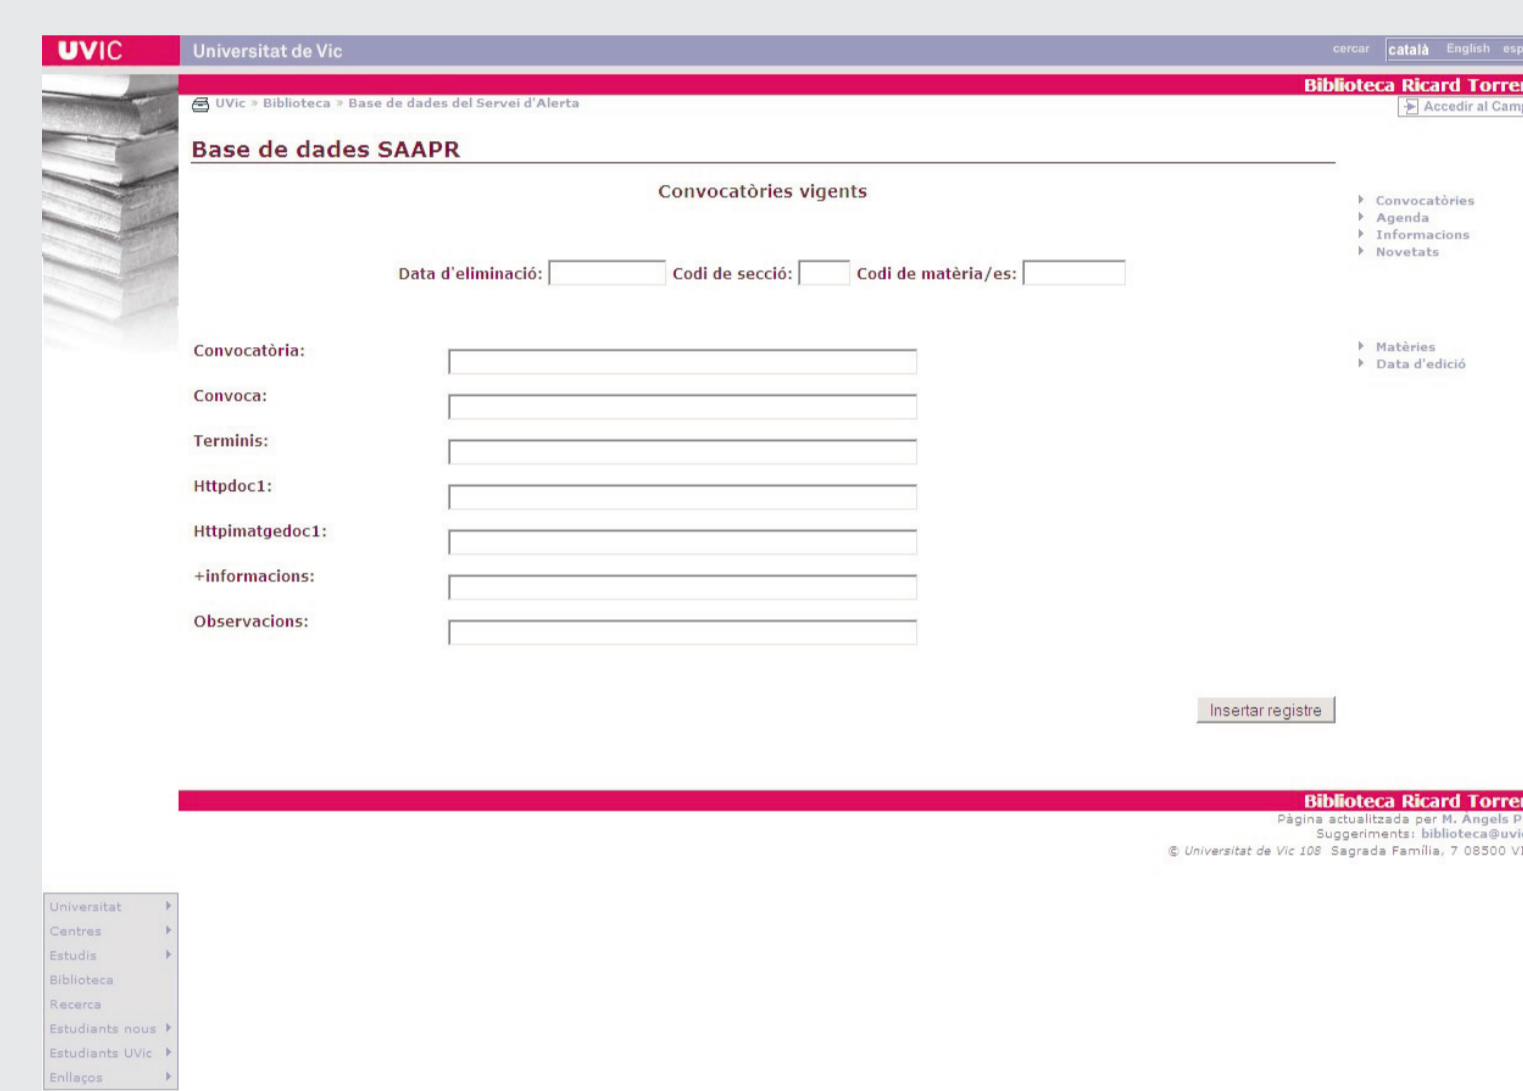 UVIC Universitat de Vic cercar català English esp
Biblioteca Ricard Torre
UVic » Biblioteca » Base de dades del Servei d'Alerta Accedir al Cam
Base de dades SAAPR
Convocatòries vigents
Convocatòries
Agenda
Informacions
Novetats
Data d'eliminació: Codi de secció: Codi de matèria/es:
Matèries
Data d'edició
Convocatòria:
Convoca:
Terminis:
Httpdoc1:
Httpimatgedoc1:
+informacions:
Observacions:
Insertar registre
Biblioteca Ricard Torre
Pàgina actualitzada per M. Àngels P
Suggeriments: biblioteca@uvi
© Universitat de Vic 108 Sagrada Família, 7 08500 V
Universitat
Centres
Estudis
Biblioteca
Recerca
Estudiants nous
Estudiants UVic
Enllaços